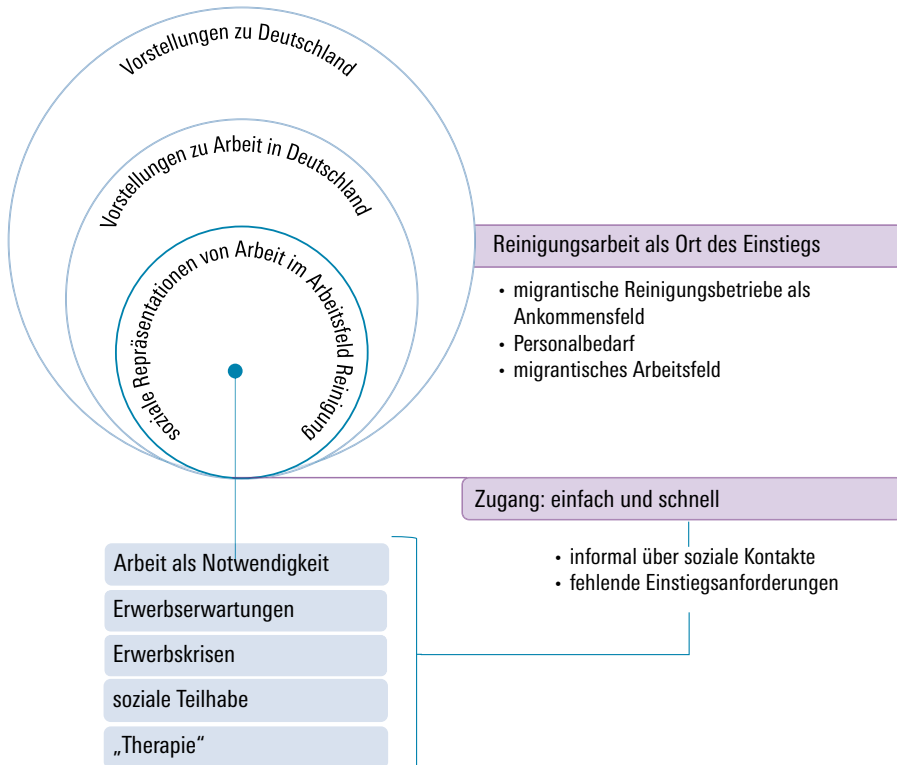 Vorstellungen zu Deutschland
Vorstellungen zu Arbeit in Deutschland
soziale Repräsentationen von Arbeit im Arbeitsfeld Reinigung
Reinigungsarbeit als Ort des Einstiegs
• migrantische Reinigungsbetriebe als
Ankommensfeld
• Personalbedarf
• migrantisches Arbeitsfeld
Zugang: einfach und schnell
• informal über soziale Kontakte
• fehlende Einstiegsanforderungen
Arbeit als Notwendigkeit
Erwerbserwartungen
Erwerbskrisen
soziale Teilhabe
„Therapie“